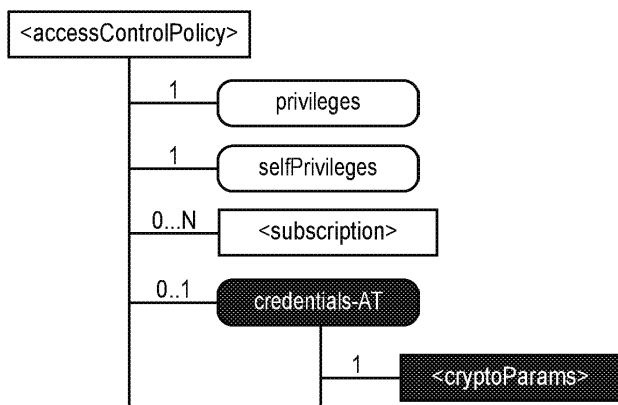 <accessControlPolicy>
1
privileges
1
selfPrivileges
0...N
<subscription>
0..1
credentials-AT
1
<cryptoParams>